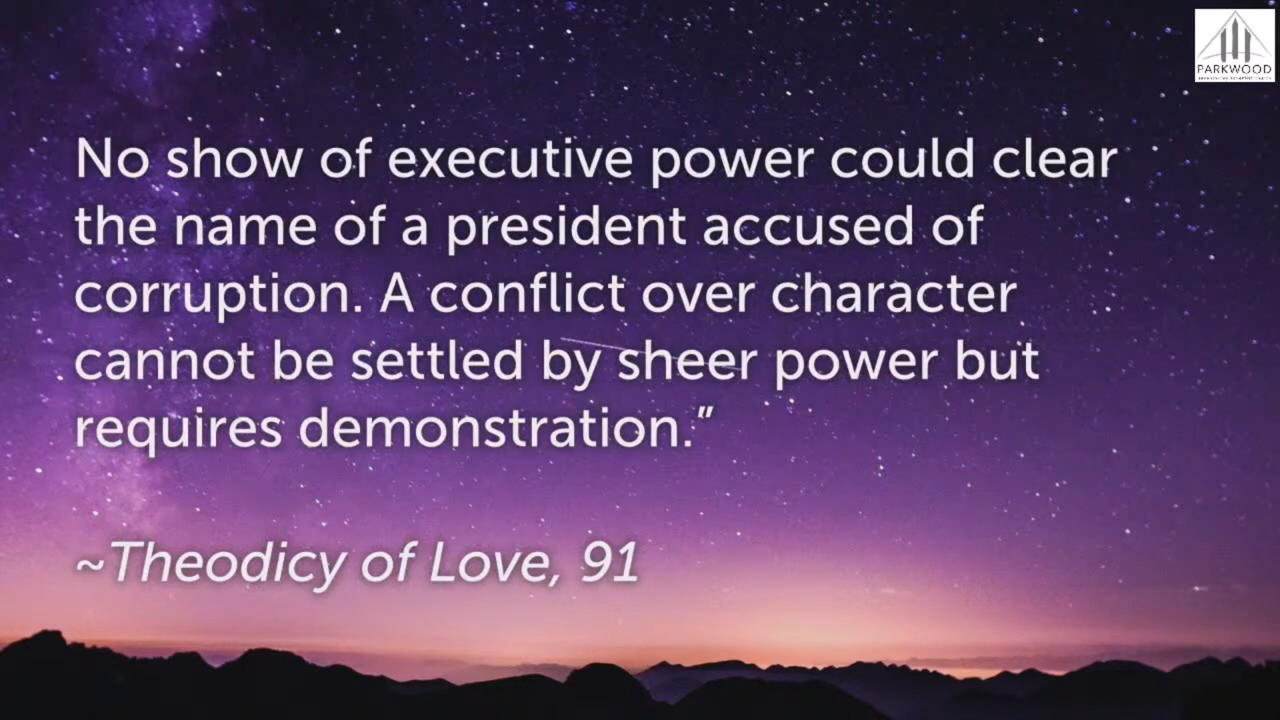 PARKWOOD
No show of executive power could clear
the name of a president accused of
corruption. A conflict over character
cannot be settled by sheer power but
requires demonstration.”
~Theodicy of Love, 91